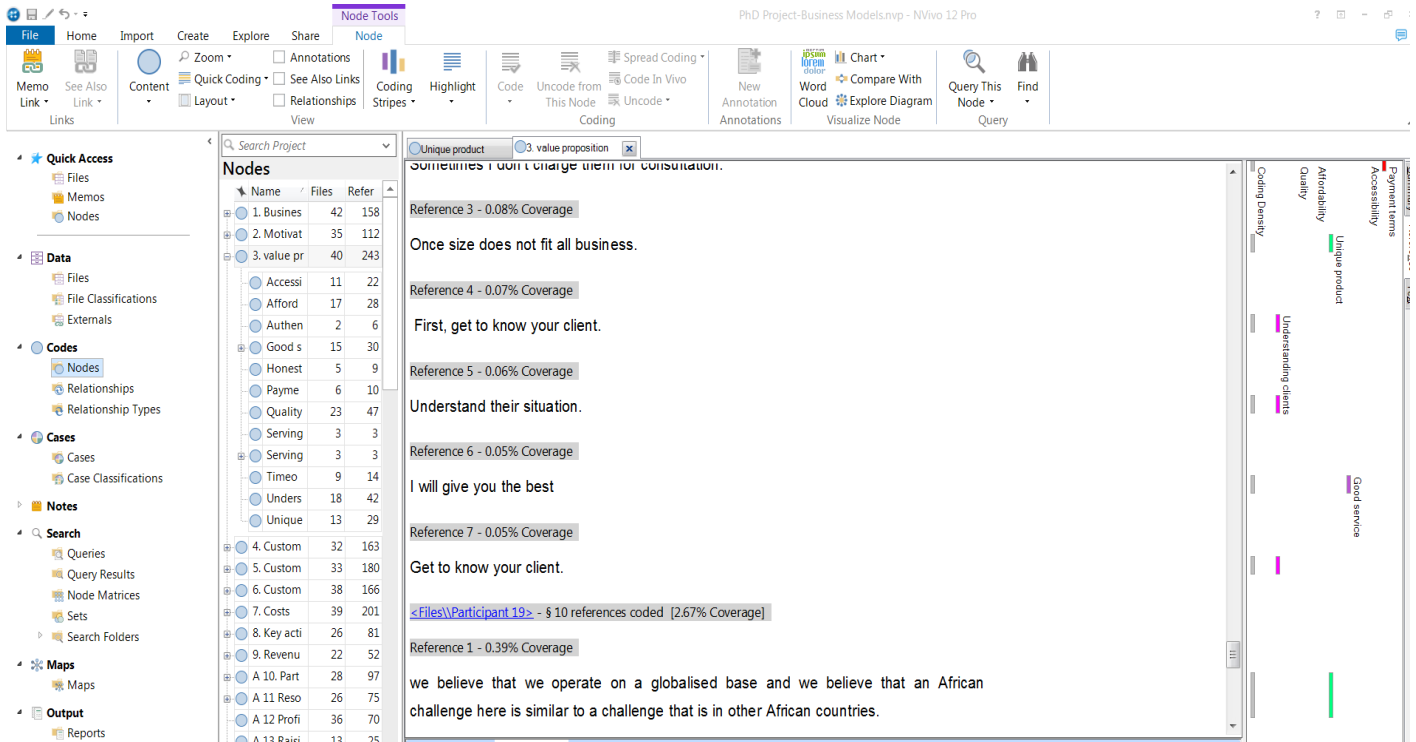 Node Tools
PhD Project-Business Models.nvp - NVivo 12 Pro
File Home Import Create Explore Share Node
Memo Link
See Also Link
Links
Content
Zoom
Quick Coding
Layout
Annotations
See Also Links
Relationships
Coding Stripes
Highlight
View
Code
Uncode from This Node
Spread Coding
Code In Vivo
Uncode
Coding
New Annotation
Annotations
Word Cloud
Chart
Compare With
Explore Diagram
Visualize Node
Query This Node
Find
Query
Quick Access
Files
Memos
Nodes
Data
Files
File Classifications
Externals
Codes
Nodes
Relationships
Relationship Types
Cases
Cases
Case Classifications
Notes
Search
Queries
Query Results
Node Matrices
Sets
Search Folders
Maps
Maps
Output
Reports
Search Project
Nodes
Name Files Refer
1. Busines 42 158
2. Motivat 35 112
3. value pr 40 243
Accessi 11 22
Afford 17 28
Authen 2 6
Good s 15 30
Honest 5 9
Payme 6 10
Quality 23 47
Serving 3 3
Serving 3 3
Timeo 9 14
Unders 18 42
Unique 13 29
4. Custom 32 163
5. Custom 33 180
6. Custom 38 166
7. Costs 39 201
8. Key acti 26 81
9. Revenu 22 52
A 10. Part 28 97
A 11 Reso 26 75
A 12 Profi 36 70
A 13 Raisi 13 25
Unique product
3. value proposition
Sometimes I don't charge them for consultation.
Reference 3 - 0.08% Coverage
Once size does not fit all business.
Reference 4 - 0.07% Coverage
First, get to know your client.
Reference 5 - 0.06% Coverage
Understand their situation.
Reference 6 - 0.05% Coverage
I will give you the best
Reference 7 - 0.05% Coverage
Get to know your client.
<Files\\Participant 19> - § 10 references coded [2.67% Coverage]
Reference 1 - 0.39% Coverage
we believe that we operate on a globalised base and we believe that an African
challenge here is similar to a challenge that is in other African countries.
Coding Density
Understanding clients
Quality
Affordability
Unique product
Good service
Accessibility
Payment terms